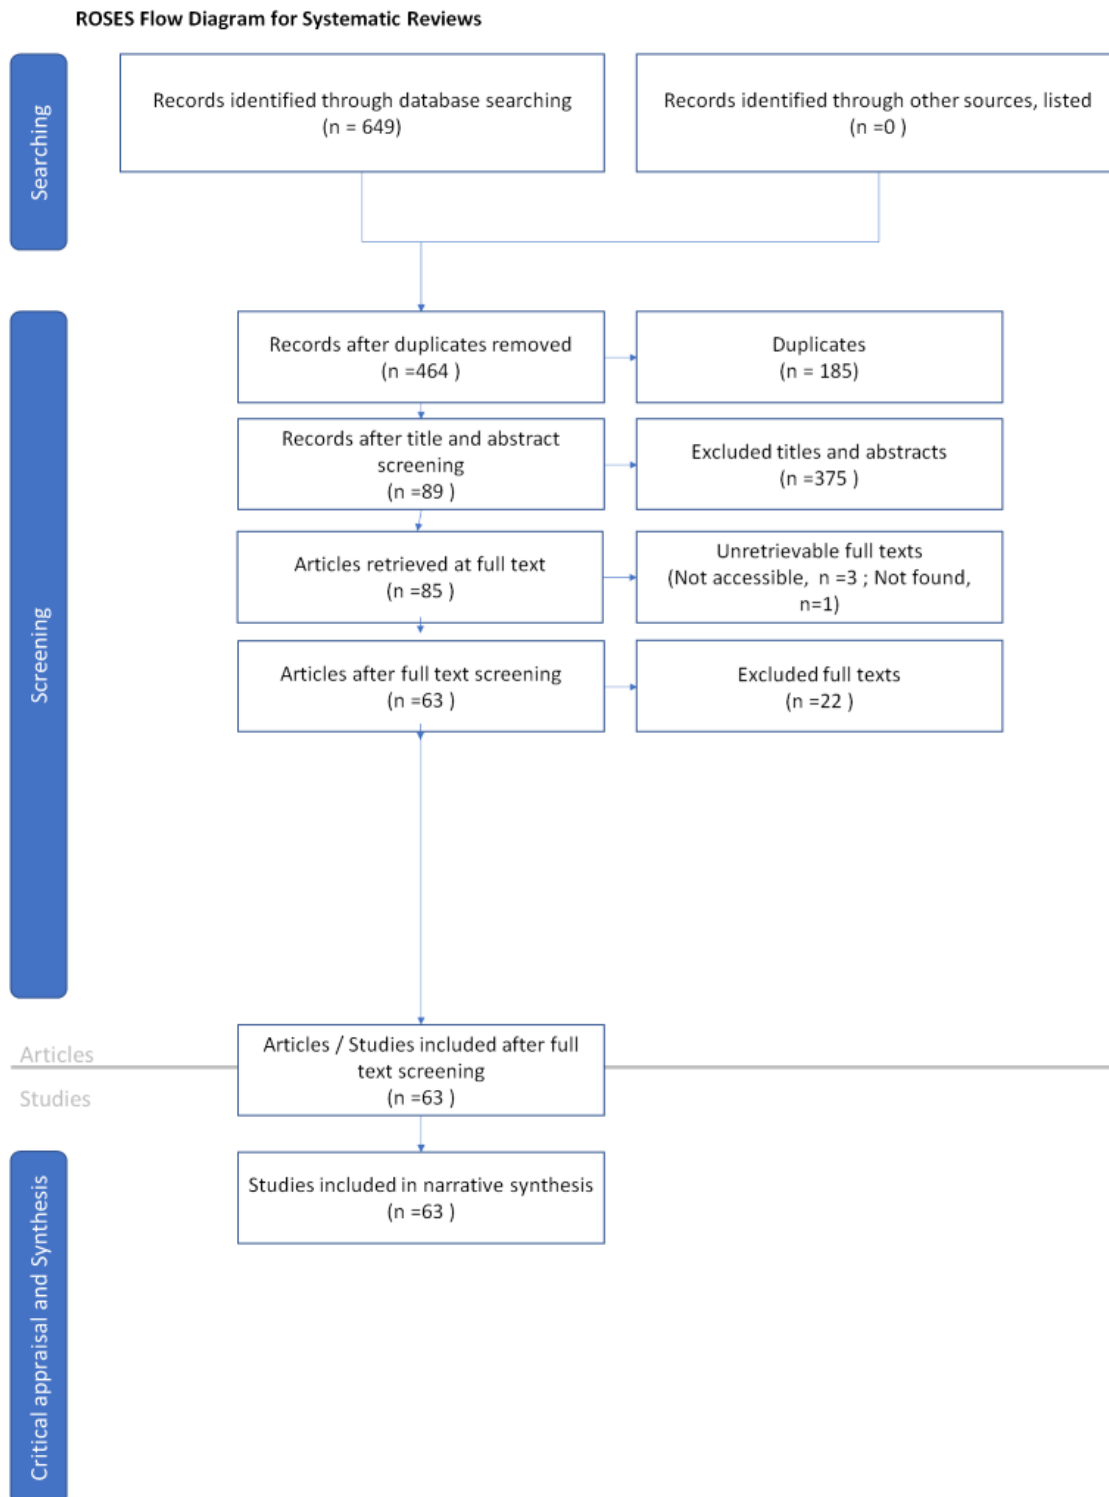 ROSES Flow Diagram for Systematic Reviews
Searching
Records identified through database searching
(n = 649)
Records identified through other sources, listed
(n =0 )
Screening
Records after duplicates removed
(n =464 )
Duplicates
(n = 185)
Records after title and abstract
screening
(n =89 )
Excluded titles and abstracts
(n =375 )
Articles retrieved at full text
(n =85 )
Unretrievable full texts
(Not accessible, n =3 ; Not found,
n=1)
Articles after full text screening
(n =63 )
Excluded full texts
(n =22 )
Articles
Studies
Articles / Studies included after full
text screening
(n =63 )
Critical appraisal and Synthesis
Studies included in narrative synthesis
(n =63 )